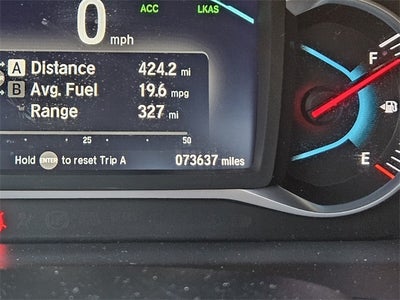 ACC LKAS
0 mph
A Distance 424.2 mi
B Avg. Fuel 19.6 mpg
Range 327 mi
25 50
Hold ENTER to reset Trip A 073637 miles
F
E